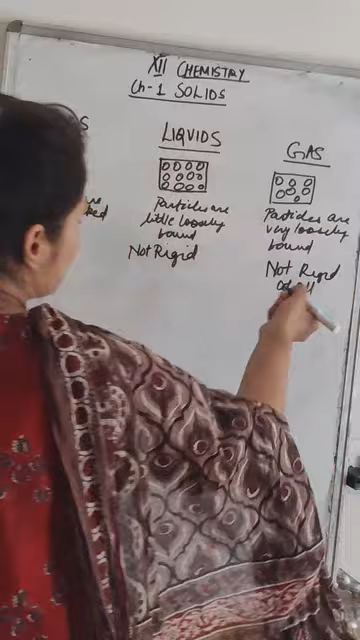 XII CHEMISTRY
Ch-1 SOLIDS
S
LIQUIDS
GAS
Particles are
little loosely
bound
Not Rigid
Particles are
very loosely
bound
Not Rigid